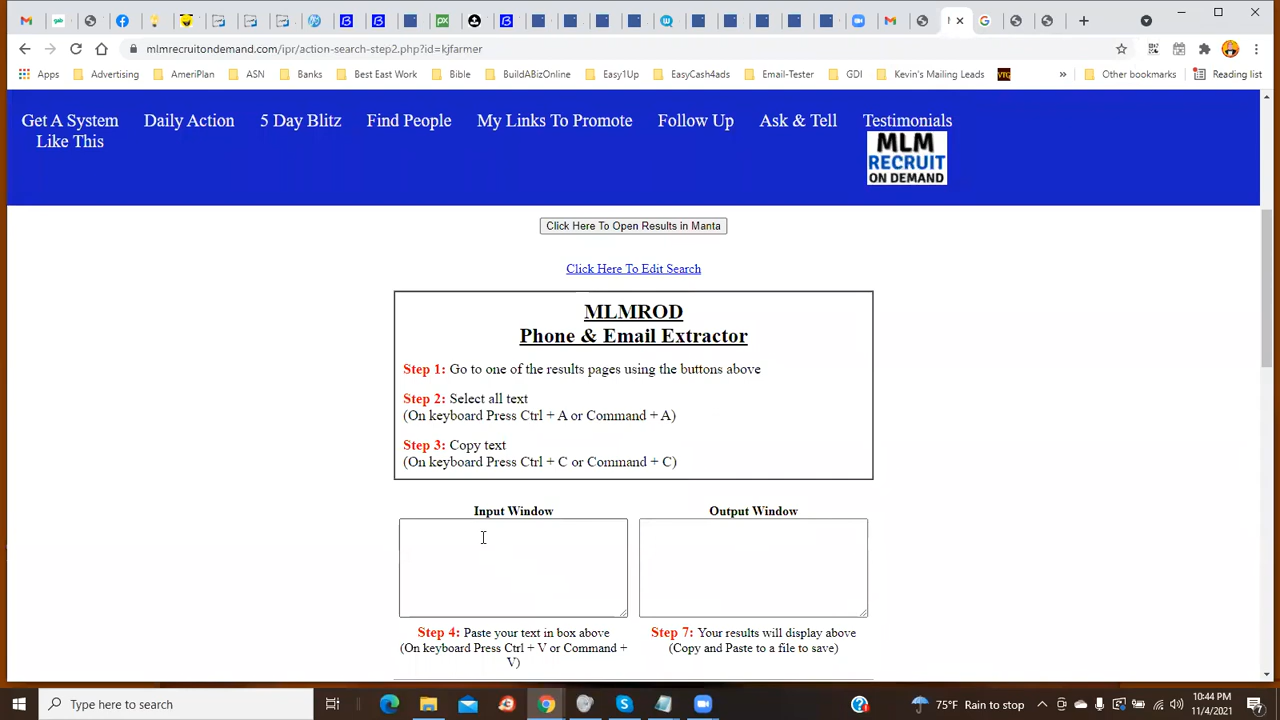 mlmrecruitondemand.com/ipr/action-search-step2.php?id=kjfarmer
Apps Advertising AmeriPlan ASN Banks Best East Work Bible BuildABizOnline Easy1Up EasyCash4ads Email-Tester GDI Kevin's Mailing Leads » Other bookmarks Reading list
Get A System Daily Action 5 Day Blitz Find People My Links To Promote Follow Up Ask & Tell Testimonials
Like This
MLM
RECRUIT
ON DEMAND
Click Here To Open Results in Manta
Click Here To Edit Search
MLMROD
Phone & Email Extractor
Step 1: Go to one of the results pages using the buttons above
Step 2: Select all text
(On keyboard Press Ctrl + A or Command + A)
Step 3: Copy text
(On keyboard Press Ctrl + C or Command + C)
Input Window Output Window
Step 4: Paste your text in box above
(On keyboard Press Ctrl + V or Command +
V)
Step 7: Your results will display above
(Copy and Paste to a file to save)
Type here to search
75°F Rain to stop
10:44 PM
11/4/2021